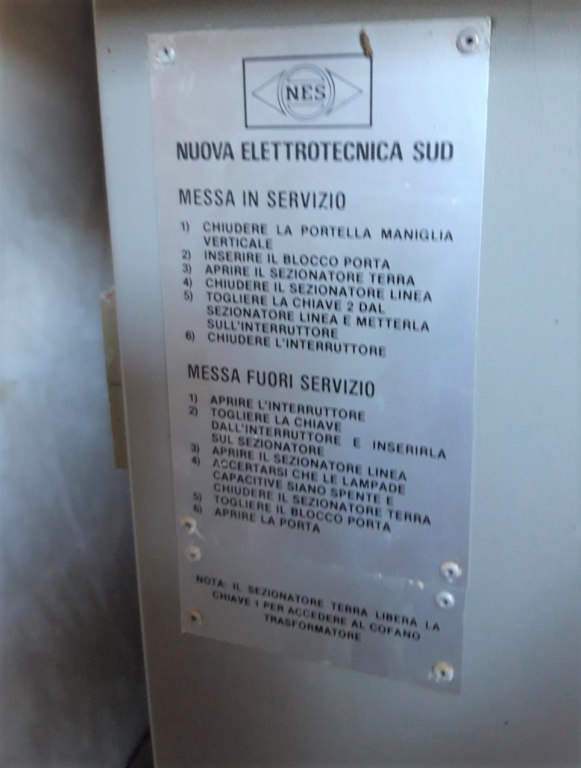 NES
NUOVA ELETTROTECNICA SUD
MESSA IN SERVIZIO
1) CHIUDERE LA PORTELLA MANIGLIA
VERTICALE
2) INSERIRE IL BLOCCO PORTA
3) APRIRE IL SEZIONATORE TERRA
4) CHIUDERE IL SEZIONATORE LINEA
5) TOGLIERE LA CHIAVE 2 DAL
SEZIONATORE LINEA E METTERLA
SULL'INTERRUTTORE
6) CHIUDERE L'INTERRUTTORE
MESSA FUORI SERVIZIO
1) APRIRE L'INTERRUTTORE
2) TOGLIERE LA CHIAVE
DALL'INTERRUTTORE E INSERIRLA
SUL SEZIONATORE
3) APRIRE IL SEZIONATORE LINEA
4) ACCERTARSI CHE LE LAMPADE
CAPACITIVE SIANO SPENTE E
CHIUDERE IL SEZIONATORE TERRA
5) TOGLIERE IL BLOCCO PORTA
6) APRIRE LA PORTA
NOTA: IL SEZIONATORE TERRA LIBERA LA
CHIAVE 1 PER ACCEDERE AL COFANO
TRASFORMATORE